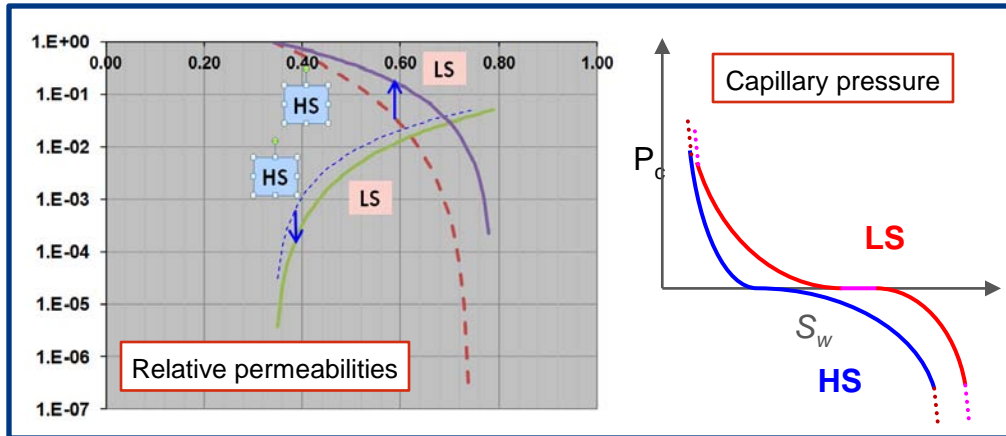 1.E+00
0.00 0.20 0.40 0.60 0.80 1.00
LS
1.E-01
HS
1.E-02
HS
1.E-03
LS
1.E-04
1.E-05
1.E-06
Relative permeabilities
1.E-07
Capillary pressure
Pc
LS
Sw
HS